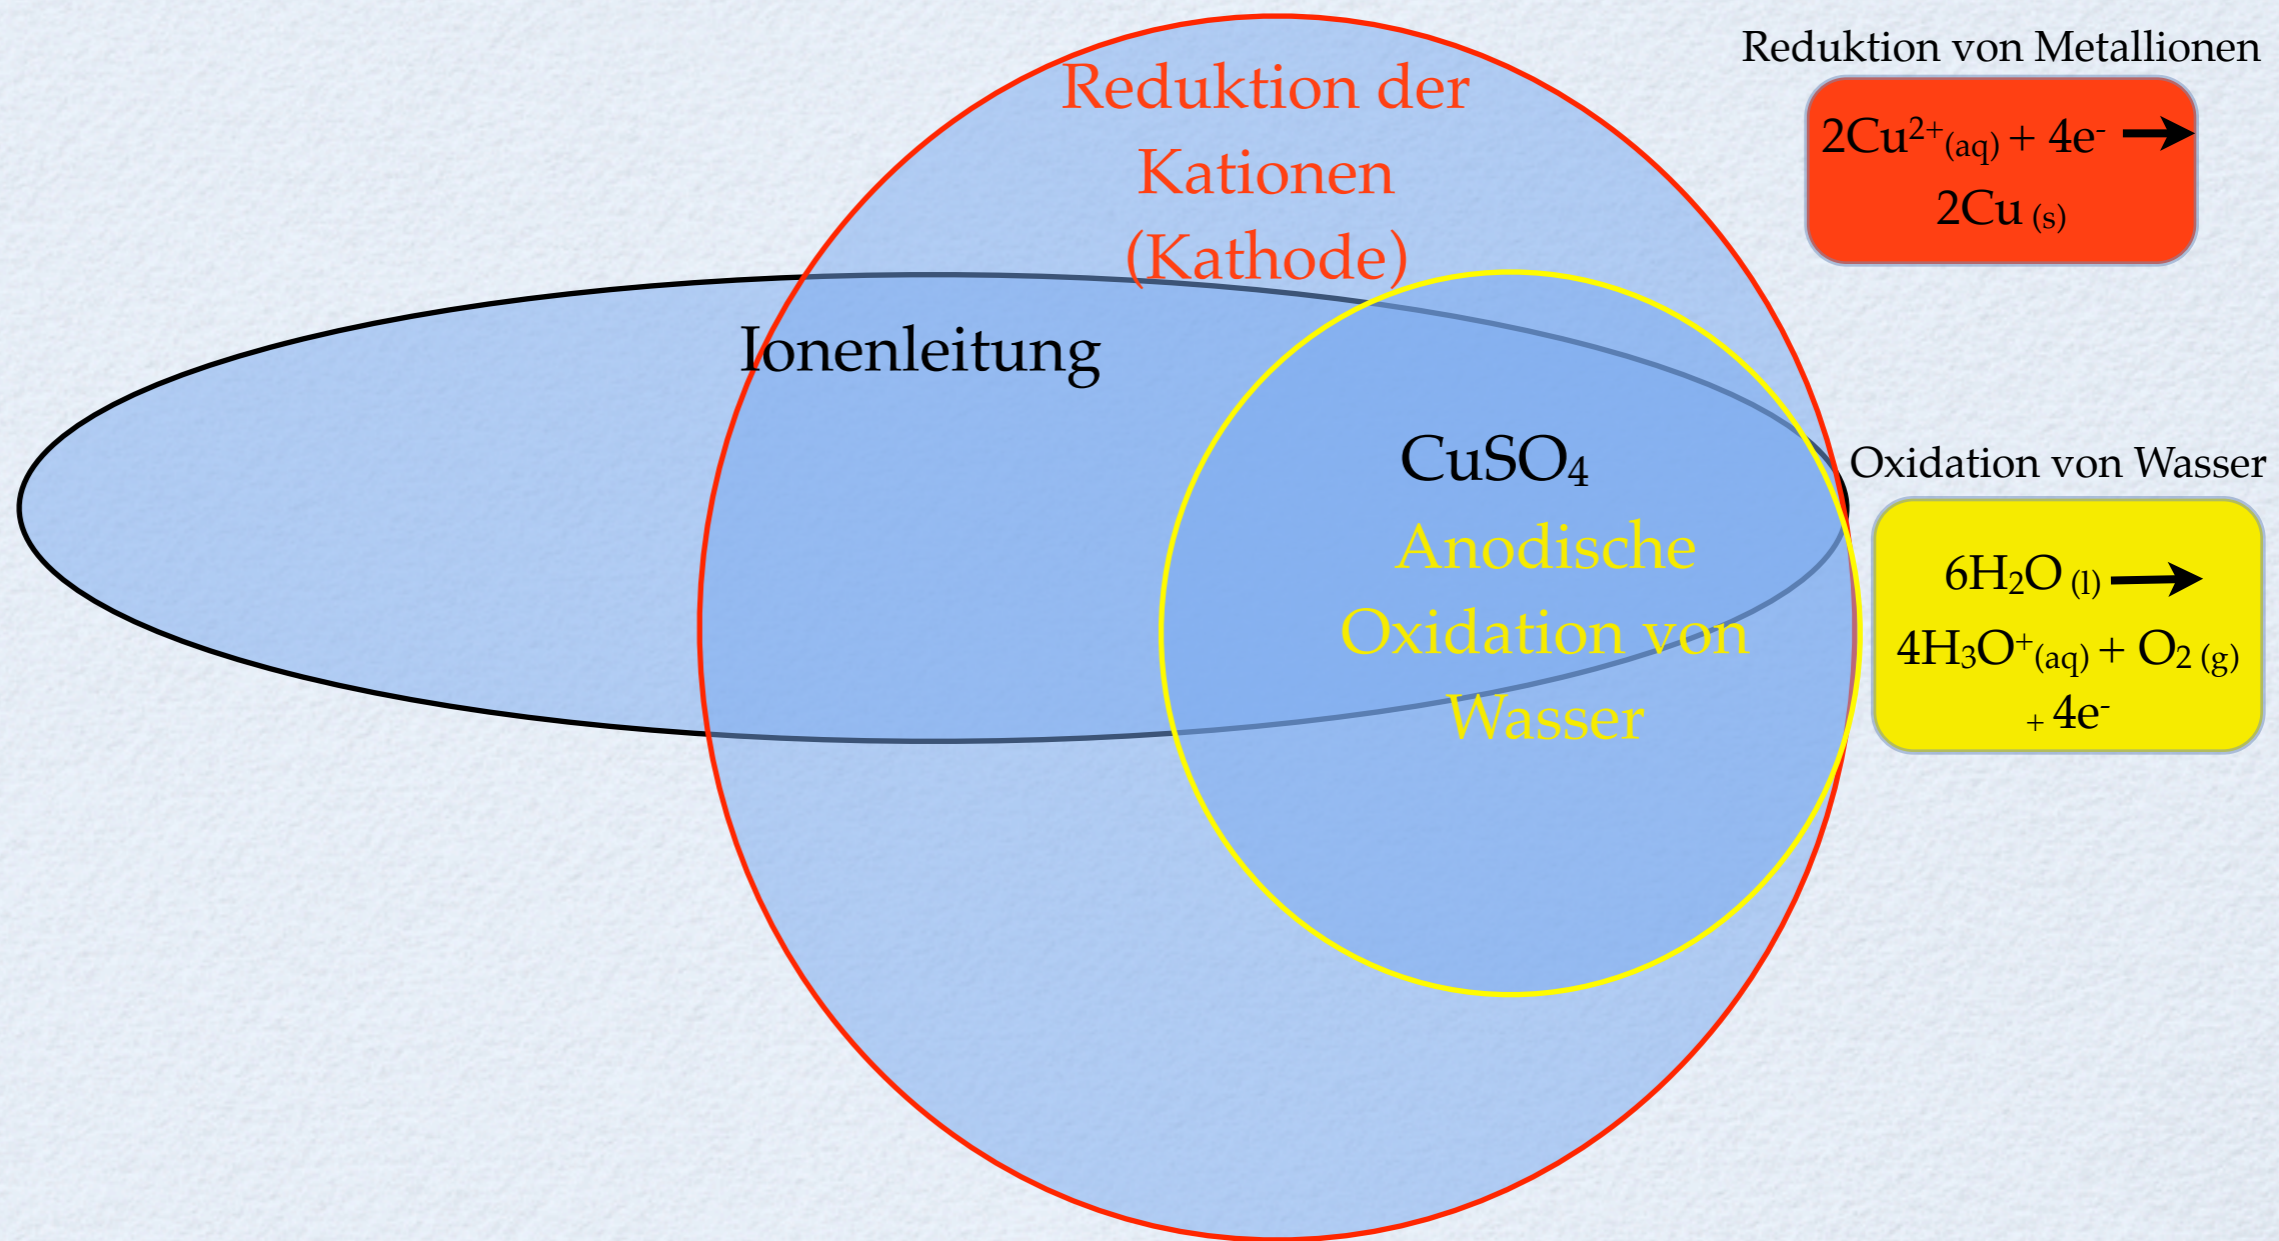 Reduktion von Metallionen
2Cu²⁺(aq) + 4e⁻ →
2Cu (s)
Reduktion der
Kationen
(Kathode)
Ionenleitung
CuSO₄
Anodische
Oxidation von
Wasser
Oxidation von Wasser
6H₂O (l) →
4H₃O⁺(aq) + O₂ (g)
+ 4e⁻